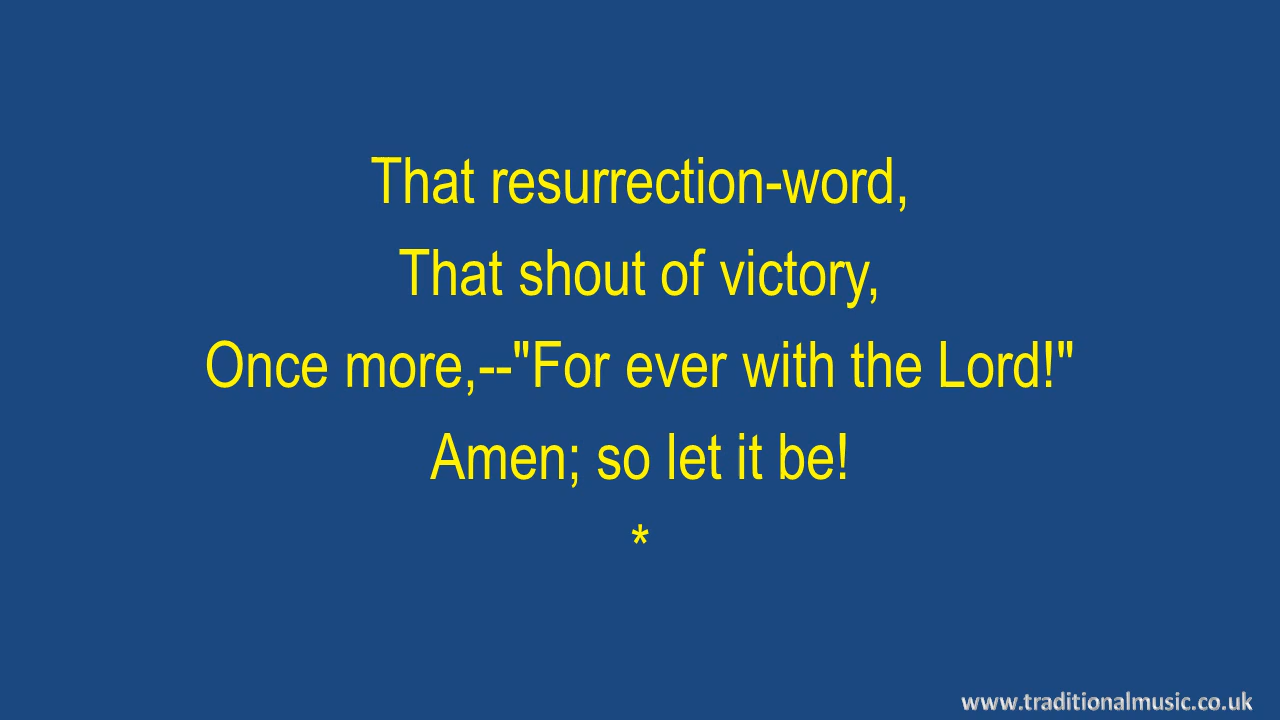 That resurrection-word,
That shout of victory,
Once more,--"For ever with the Lord!"
Amen; so let it be!
*
www.traditionalmusic.co.uk